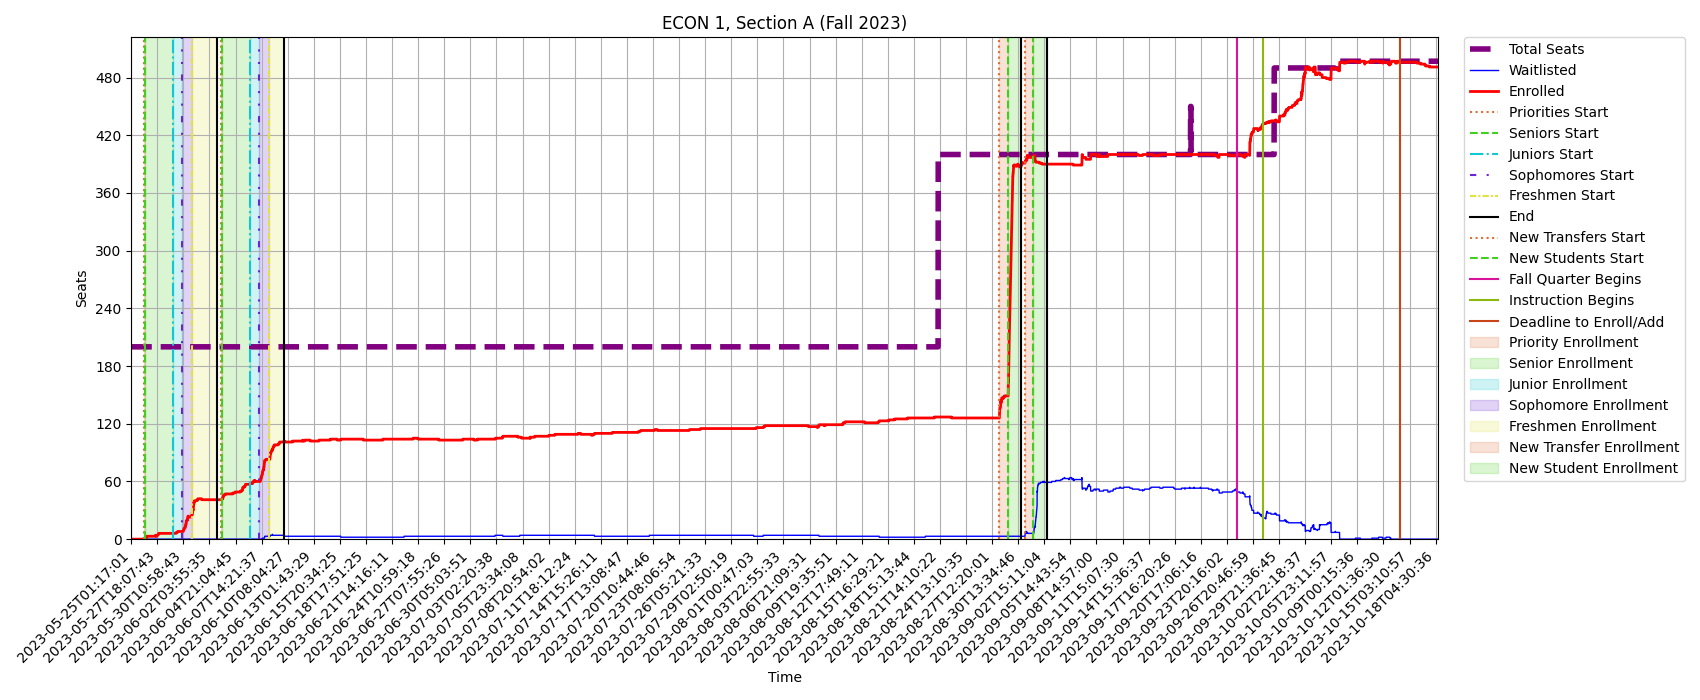 ECON 1, Section A (Fall 2023)
Seats
480
420
360
300
240
180
120
60
0
2023-05-25T01:17:01
2023-05-27T18:07:43
2023-05-30T10:58:43
2023-06-02T03:55:35
2023-06-04T21:04:45
2023-06-07T14:21:37
2023-06-10T08:04:27
2023-06-13T01:43:29
2023-06-15T20:34:25
2023-06-18T17:51:25
2023-06-21T14:16:11
2023-06-24T10:59:18
2023-06-27T07:55:26
2023-06-30T05:03:51
2023-07-03T02:20:38
2023-07-05T23:34:08
2023-07-08T20:54:02
2023-07-11T18:12:24
2023-07-14T15:26:11
2023-07-17T13:08:47
2023-07-20T10:44:46
2023-07-23T08:06:54
2023-07-26T05:21:33
2023-07-29T02:50:19
2023-08-01T00:47:03
2023-08-03T22:55:33
2023-08-06T21:09:31
2023-08-09T19:35:51
2023-08-12T17:49:11
2023-08-15T16:29:21
2023-08-18T15:13:44
2023-08-21T14:10:22
2023-08-24T13:10:35
2023-08-27T12:20:01
2023-08-30T13:34:46
2023-09-02T15:11:04
2023-09-05T14:43:54
2023-09-08T14:57:00
2023-09-11T15:07:30
2023-09-14T15:36:37
2023-09-17T16:20:26
2023-09-20T17:06:16
2023-09-23T20:16:02
2023-09-26T20:46:59
2023-09-29T21:36:45
2023-10-02T22:18:37
2023-10-05T23:11:57
2023-10-09T00:15:36
2023-10-12T01:36:30
2023-10-15T03:10:57
2023-10-18T04:30:36
Time
Total Seats
Waitlisted
Enrolled
Priorities Start
Seniors Start
Juniors Start
Sophomores Start
Freshmen Start
End
New Transfers Start
New Students Start
Fall Quarter Begins
Instruction Begins
Deadline to Enroll/Add
Priority Enrollment
Senior Enrollment
Junior Enrollment
Sophomore Enrollment
Freshmen Enrollment
New Transfer Enrollment
New Student Enrollment